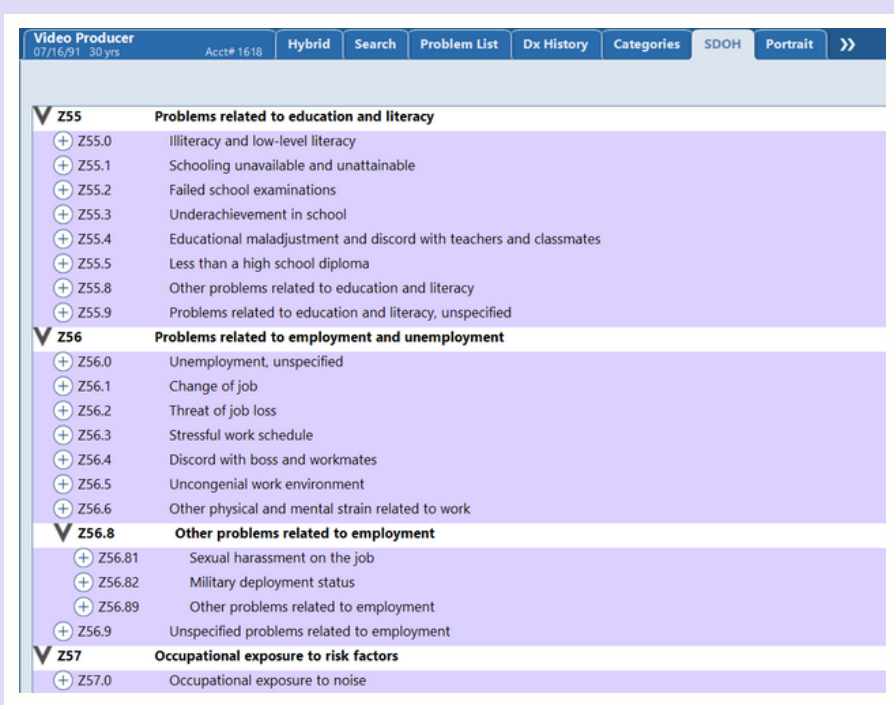 Video Producer
07/16/91 30 yrs Acct# 1618
Hybrid Search Problem List Dx History Categories SDOH Portrait »
Z55 Problems related to education and literacy
Z55.0 Illiteracy and low-level literacy
Z55.1 Schooling unavailable and unattainable
Z55.2 Failed school examinations
Z55.3 Underachievement in school
Z55.4 Educational maladjustment and discord with teachers and classmates
Z55.5 Less than a high school diploma
Z55.8 Other problems related to education and literacy
Z55.9 Problems related to education and literacy, unspecified
Z56 Problems related to employment and unemployment
Z56.0 Unemployment, unspecified
Z56.1 Change of job
Z56.2 Threat of job loss
Z56.3 Stressful work schedule
Z56.4 Discord with boss and workmates
Z56.5 Uncongenial work environment
Z56.6 Other physical and mental strain related to work
Z56.8 Other problems related to employment
Z56.81 Sexual harassment on the job
Z56.82 Military deployment status
Z56.89 Other problems related to employment
Z56.9 Unspecified problems related to employment
Z57 Occupational exposure to risk factors
Z57.0 Occupational exposure to noise